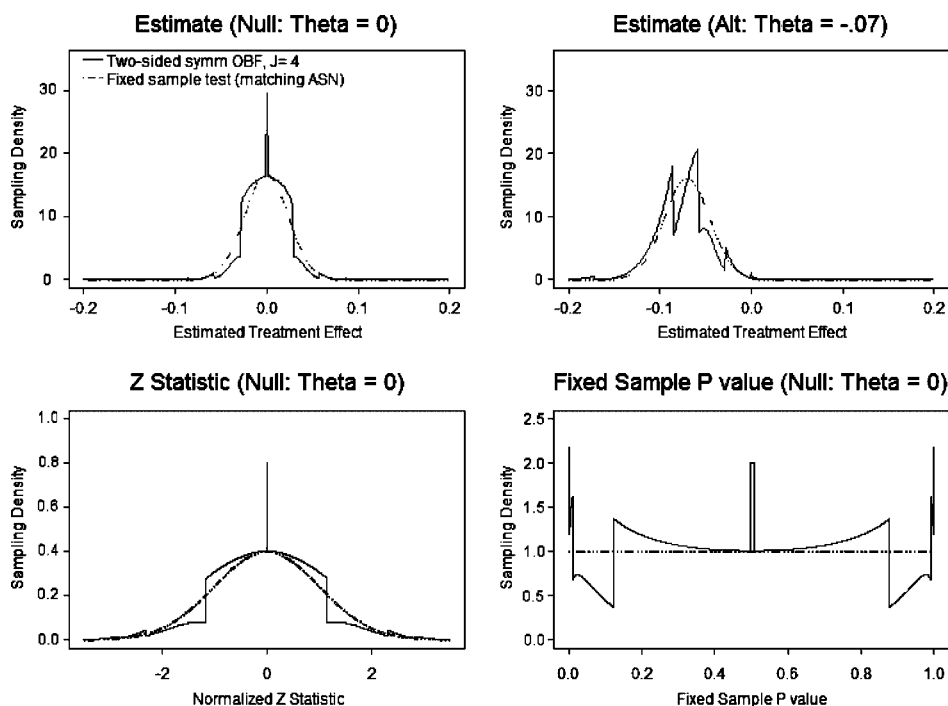 Estimate (Null: Theta = 0)
Two-sided symm OBF, J= 4
Fixed sample test (matching ASN)
Sampling Density
30
20
10
0
-0.2
-0.1
0.0
0.1
0.2
Estimated Treatment Effect
Estimate (Alt: Theta = -.07)
Sampling Density
30
20
10
0
-0.2
-0.1
0.0
0.1
0.2
Estimated Treatment Effect
Z Statistic (Null: Theta = 0)
Sampling Density
1.0
0.8
0.6
0.4
0.2
0.0
-2
0
2
Normalized Z Statistic
Fixed Sample P value (Null: Theta = 0)
Sampling Density
2.5
2.0
1.5
1.0
0.5
0.0
0.0
0.2
0.4
0.6
0.8
1.0
Fixed Sample P value